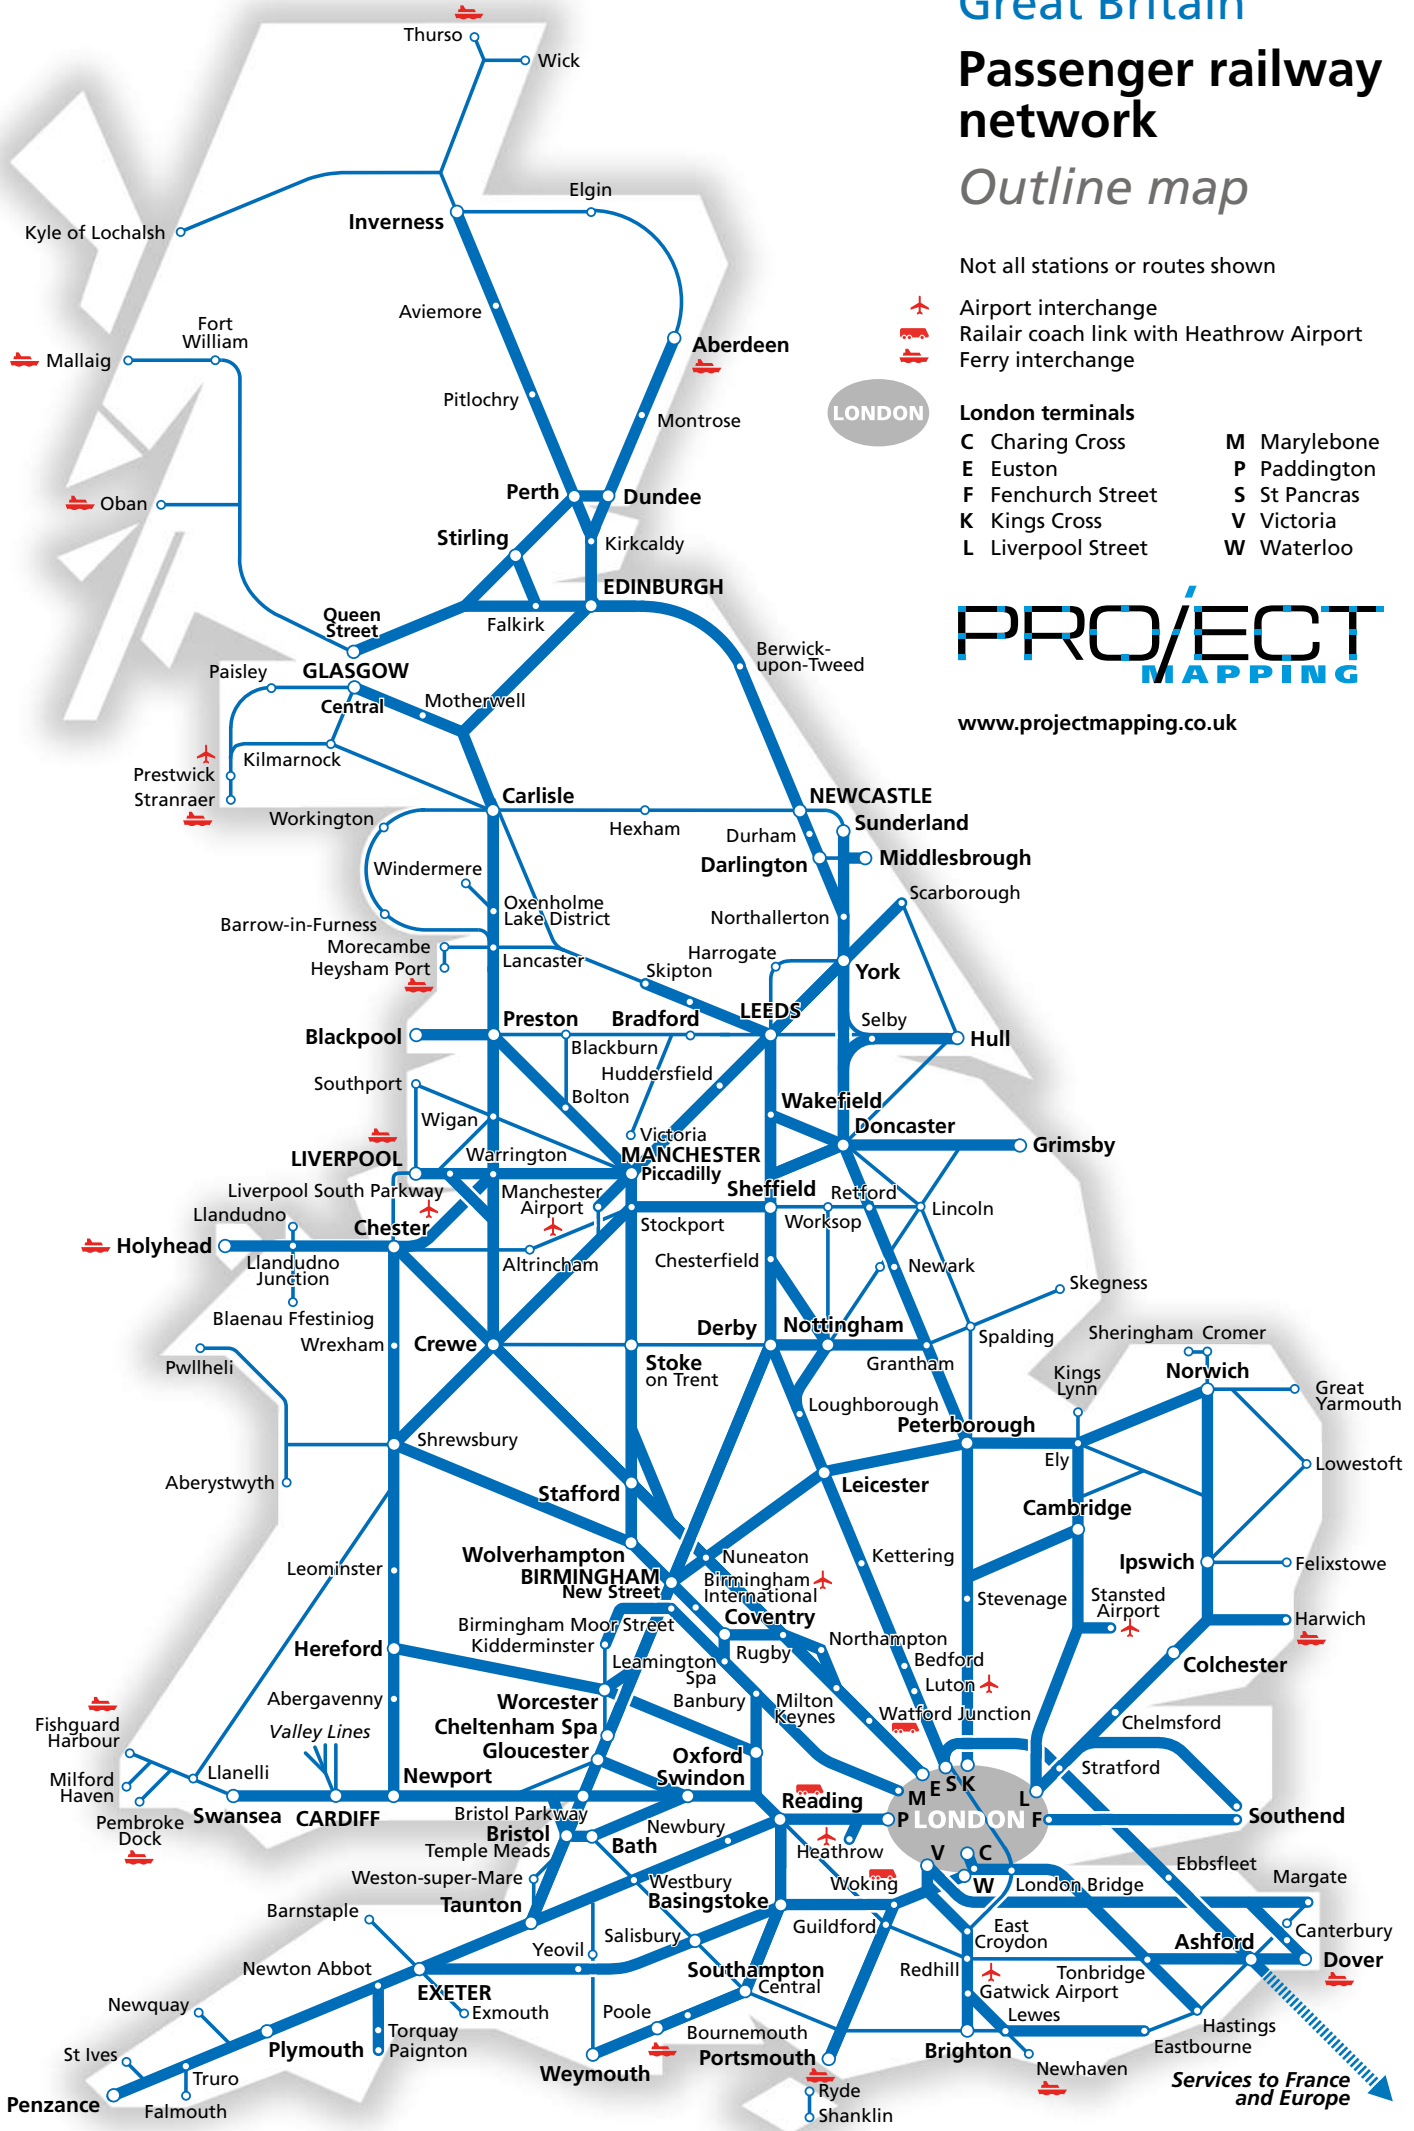 Great Britain
Passenger railway
network
Outline map
Not all stations or routes shown
Airport interchange
Railair coach link with Heathrow Airport
Ferry interchange
LONDON
London terminals
C Charing Cross
E Euston
F Fenchurch Street
K Kings Cross
L Liverpool Street
M Marylebone
P Paddington
S St Pancras
V Victoria
W Waterloo
PROJECT
MAPPING
www.projectmapping.co.uk
Thurso
Wick
Elgin
Inverness
Kyle of Lochalsh
Aviemore
Fort
William
Mallaig
Aberdeen
Pitlochry
Montrose
Perth
Dundee
Oban
Stirling
Kirkcaldy
EDINBURGH
Queen
Street
Falkirk
Berwick-
upon-Tweed
Paisley
GLASGOW
Central
Motherwell
Kilmarnock
Prestwick
Stranraer
Carlisle
NEWCASTLE
Workington
Hexham
Durham
Sunderland
Darlington
Middlesbrough
Windermere
Scarborough
Oxenholme
Lake District
Barrow-in-Furness
Northallerton
Morecambe
Heysham Port
Lancaster
Harrogate
Skipton
York
LEEDS
Preston
Bradford
Selby
Blackpool
Hull
Blackburn
Huddersfield
Southport
Bolton
Wakefield
Wigan
Doncaster
Victoria
LIVERPOOL
Warrington
MANCHESTER
Piccadilly
Grimsby
Liverpool South Parkway
Manchester
Airport
Sheffield
Retford
Llandudno
Chester
Stockport
Worksop
Lincoln
Holyhead
Llandudno
Junction
Altrincham
Chesterfield
Newark
Skegness
Blaenau Ffestiniog
Wrexham
Crewe
Derby
Nottingham
Spalding
Sheringham
Cromer
Pwllheli
Stoke
on Trent
Grantham
Kings
Lynn
Norwich
Great
Yarmouth
Loughborough
Peterborough
Shrewsbury
Ely
Lowestoft
Aberystwyth
Leicester
Stafford
Cambridge
Wolverhampton
Nuneaton
Kettering
Ipswich
Felixstowe
BIRMINGHAM
New Street
Birmingham
International
Leominster
Stevenage
Stansted
Airport
Coventry
Harwich
Birmingham Moor Street
Kidderminster
Northampton
Hereford
Rugby
Bedford
Leamington
Spa
Luton
Colchester
Abergavenny
Worcester
Banbury
Milton
Keynes
Watford Junction
Fishguard
Harbour
Valley Lines
Cheltenham Spa
Chelmsford
Gloucester
Oxford
Milford
Haven
Llanelli
Newport
Swindon
Stratford
Reading
M
E
S
K
L
Pembroke
Dock
Swansea
CARDIFF
Bristol Parkway
P
LONDON
F
Southend
Bristol
Temple Meads
Bath
Newbury
Heathrow
V
C
Weston-super-Mare
Westbury
Woking
W
London Bridge
Ebbsfleet
Margate
Barnstaple
Taunton
Basingstoke
Guildford
East
Croydon
Canterbury
Salisbury
Ashford
Yeovil
Newton Abbot
Southampton
Central
Redhill
Tonbridge
Dover
EXETER
Gatwick Airport
Newquay
Exmouth
Poole
Lewes
Torquay
Paignton
Bournemouth
Hastings
Eastbourne
St Ives
Plymouth
Weymouth
Portsmouth
Brighton
Newhaven
Truro
Ryde
Services to France
and Europe
Penzance
Falmouth
Shanklin